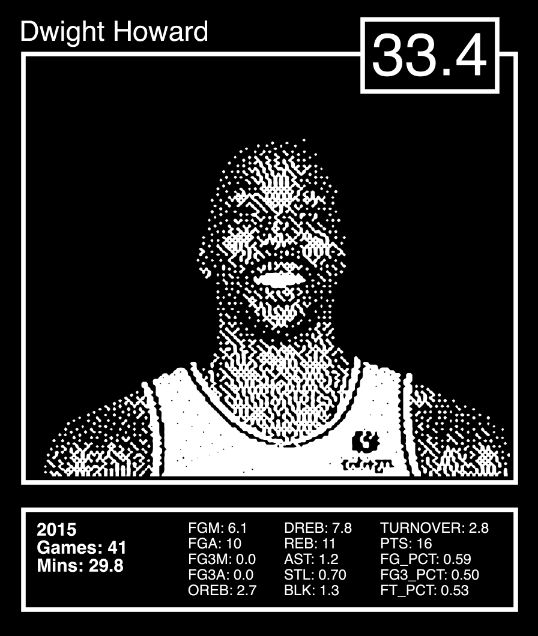 Dwight Howard
33.4
2015
Games: 41
Mins: 29.8
FGM: 6.1
FGA: 10
FG3M: 0.0
FG3A: 0.0
OREB: 2.7
DREB: 7.8
REB: 11
AST: 1.2
STL: 0.70
BLK: 1.3
TURNOVER: 2.8
PTS: 16
FG_PCT: 0.59
FG3_PCT: 0.50
FT_PCT: 0.53